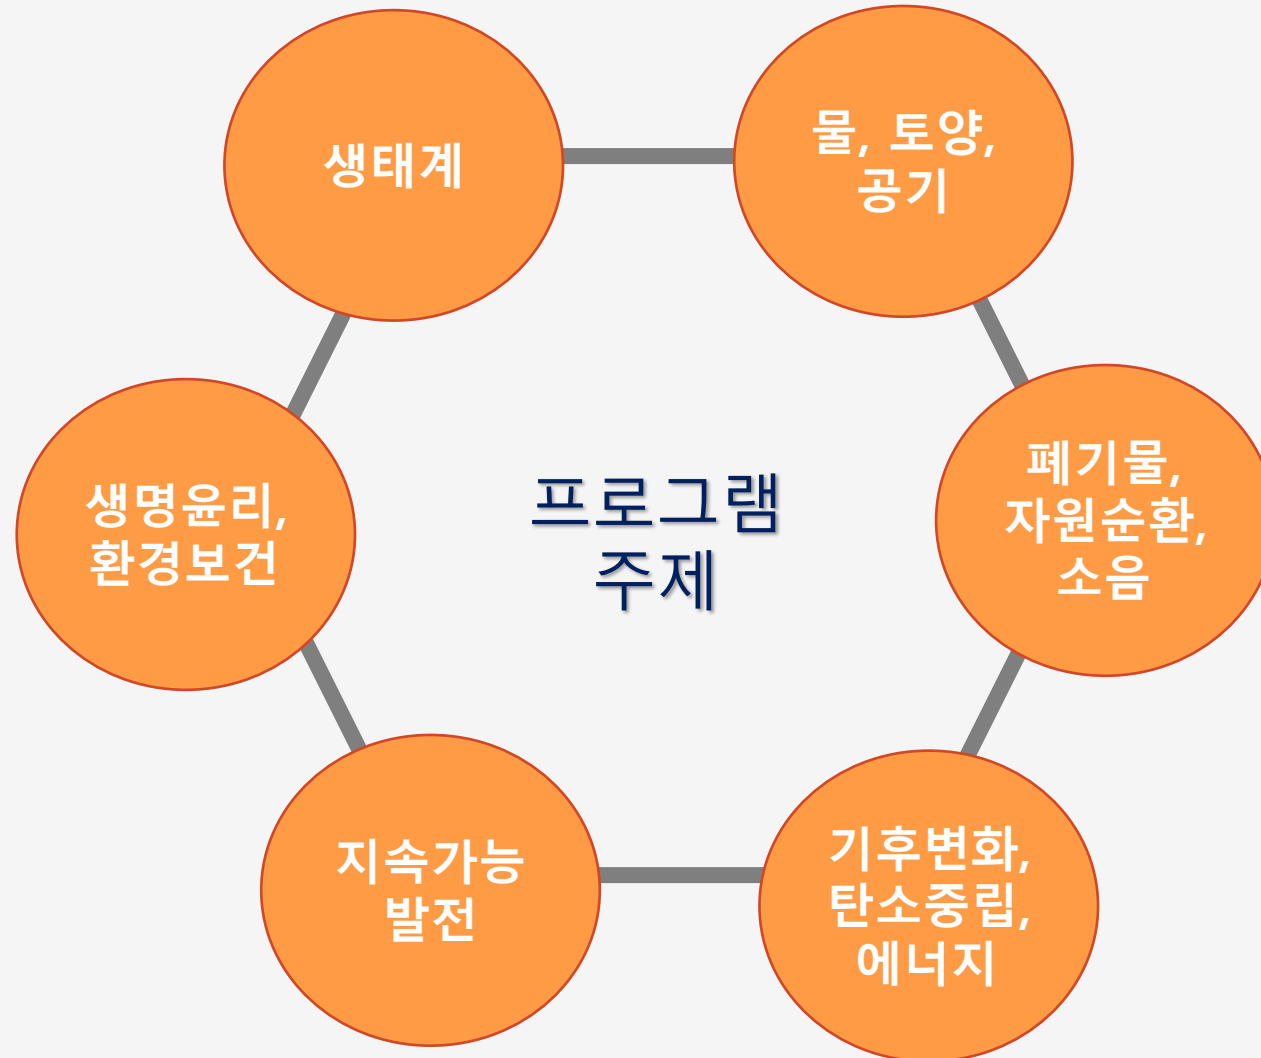 생태계
물, 토양,
공기
생명윤리,
환경보건
프로그램
주제
폐기물,
자원순환,
소음
지속가능
발전
기후변화,
탄소중립,
에너지